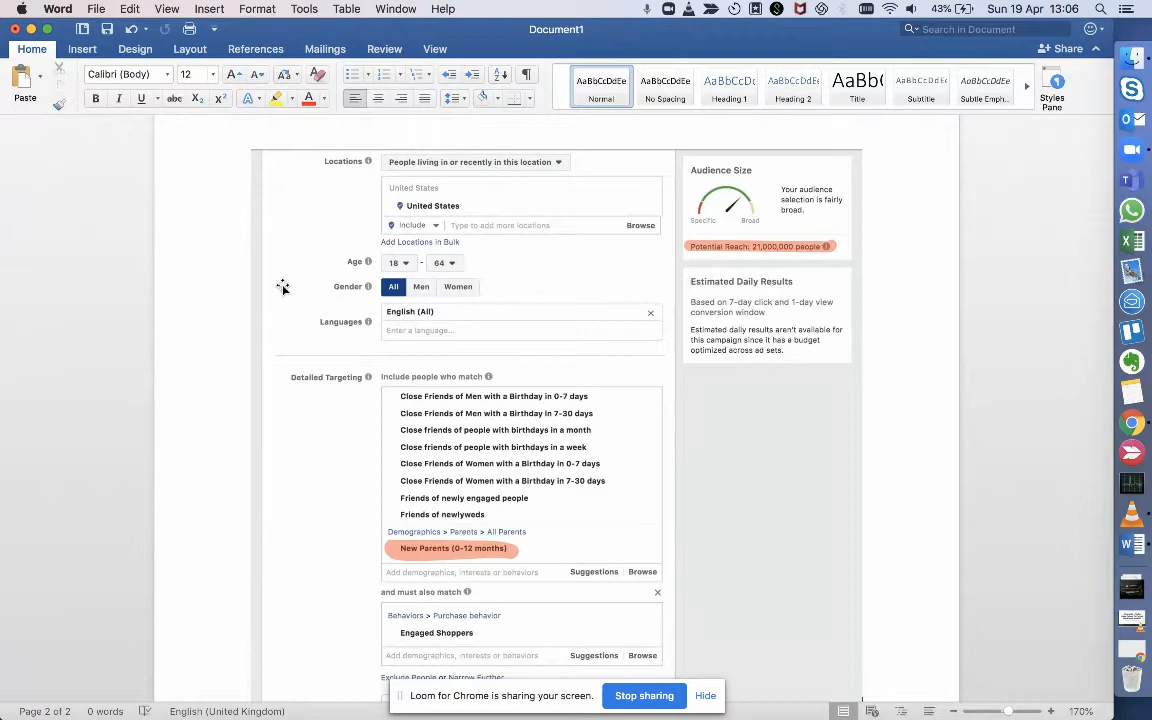 Word File Edit View Insert Format Tools Table Window Help 43% Sun 19 Apr 13:06
Document1
Search in Document
Home Insert Design Layout References Mailings Review View Share
Paste
Calibri (Body) 12
AaBbCcDdEe AaBbCcDdEe AaBbCcDc AaBbCcDdEe AaBbC AaBbCcDdEe AaBbCcDdEe
Normal No Spacing Heading 1 Heading 2 Title Subtitle Subtle Emph... Styles Pane
Locations People living in or recently in this location
United States
United States
Include Type to add more locations Browse
Add Locations in Bulk
Age 18 - 64
Gender All Men Women
Languages English (All)
Enter a language...
Detailed Targeting Include people who match
Close Friends of Men with a Birthday in 0-7 days
Close Friends of Men with a Birthday in 7-30 days
Close friends of people with birthdays in a month
Close friends of people with birthdays in a week
Close Friends of Women with a Birthday in 0-7 days
Close Friends of Women with a Birthday in 7-30 days
Friends of newly engaged people
Friends of newlyweds
Demographics > Parents > All Parents
New Parents (0-12 months)
Add demographics, interests or behaviors Suggestions Browse
and must also match
Behaviors > Purchase behavior
Engaged Shoppers
Add demographics, interests or behaviors Suggestions Browse
Exclude People or Narrow Further
Audience Size
Your audience
selection is fairly
broad.
Specific Broad
Potential Reach: 21,000,000 people
Estimated Daily Results
Based on 7-day click and 1-day view
conversion window
Estimated daily results aren't available for
this campaign since it has a budget
optimized across ad sets.
Loom for Chrome is sharing your screen. Stop sharing Hide
Page 2 of 2 0 words English (United Kingdom) 170%